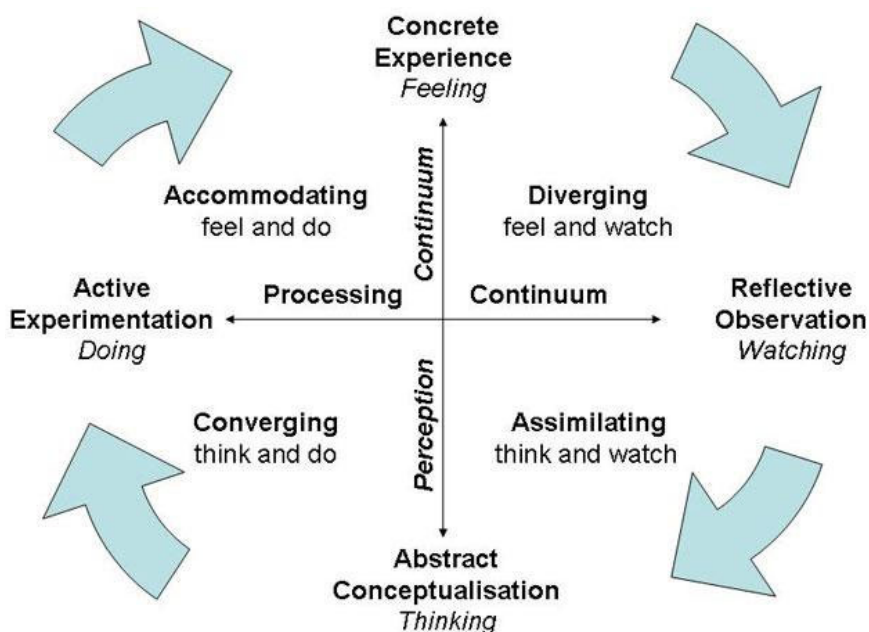 Concrete
Experience
Feeling
Accommodating
feel and do
Continuum
Diverging
feel and watch
Active
Experimentation
Doing
Processing
Continuum
Reflective
Observation
Watching
Converging
think and do
Perception
Assimilating
think and watch
Abstract
Conceptualisation
Thinking